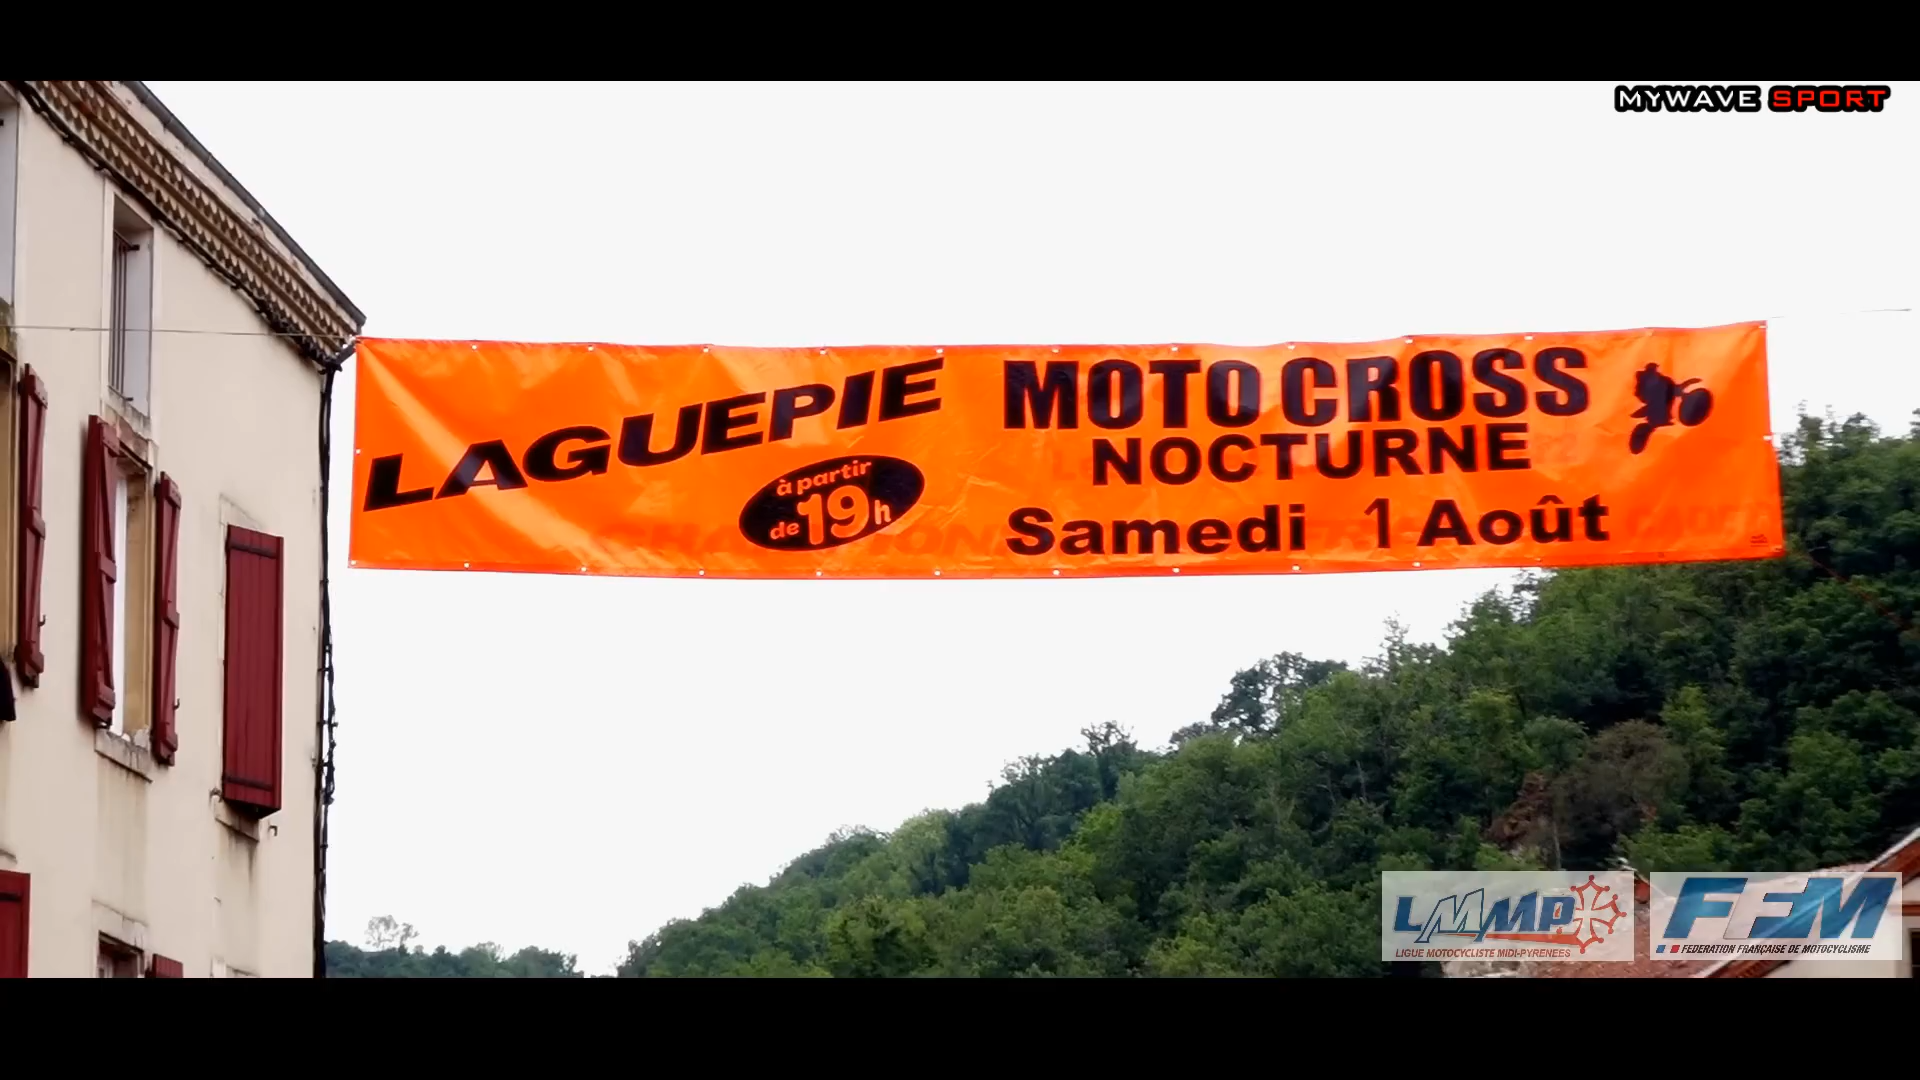 MYWAVE SPORT
LAGUEPIE
à partir
de 19h
MOTO CROSS
NOCTURNE
Samedi 1 Août
LMMP
LIGUE MOTOCYCLISTE MIDI-PYRENEES
FFM
FEDERATION FRANÇAISE DE MOTOCYCLISME